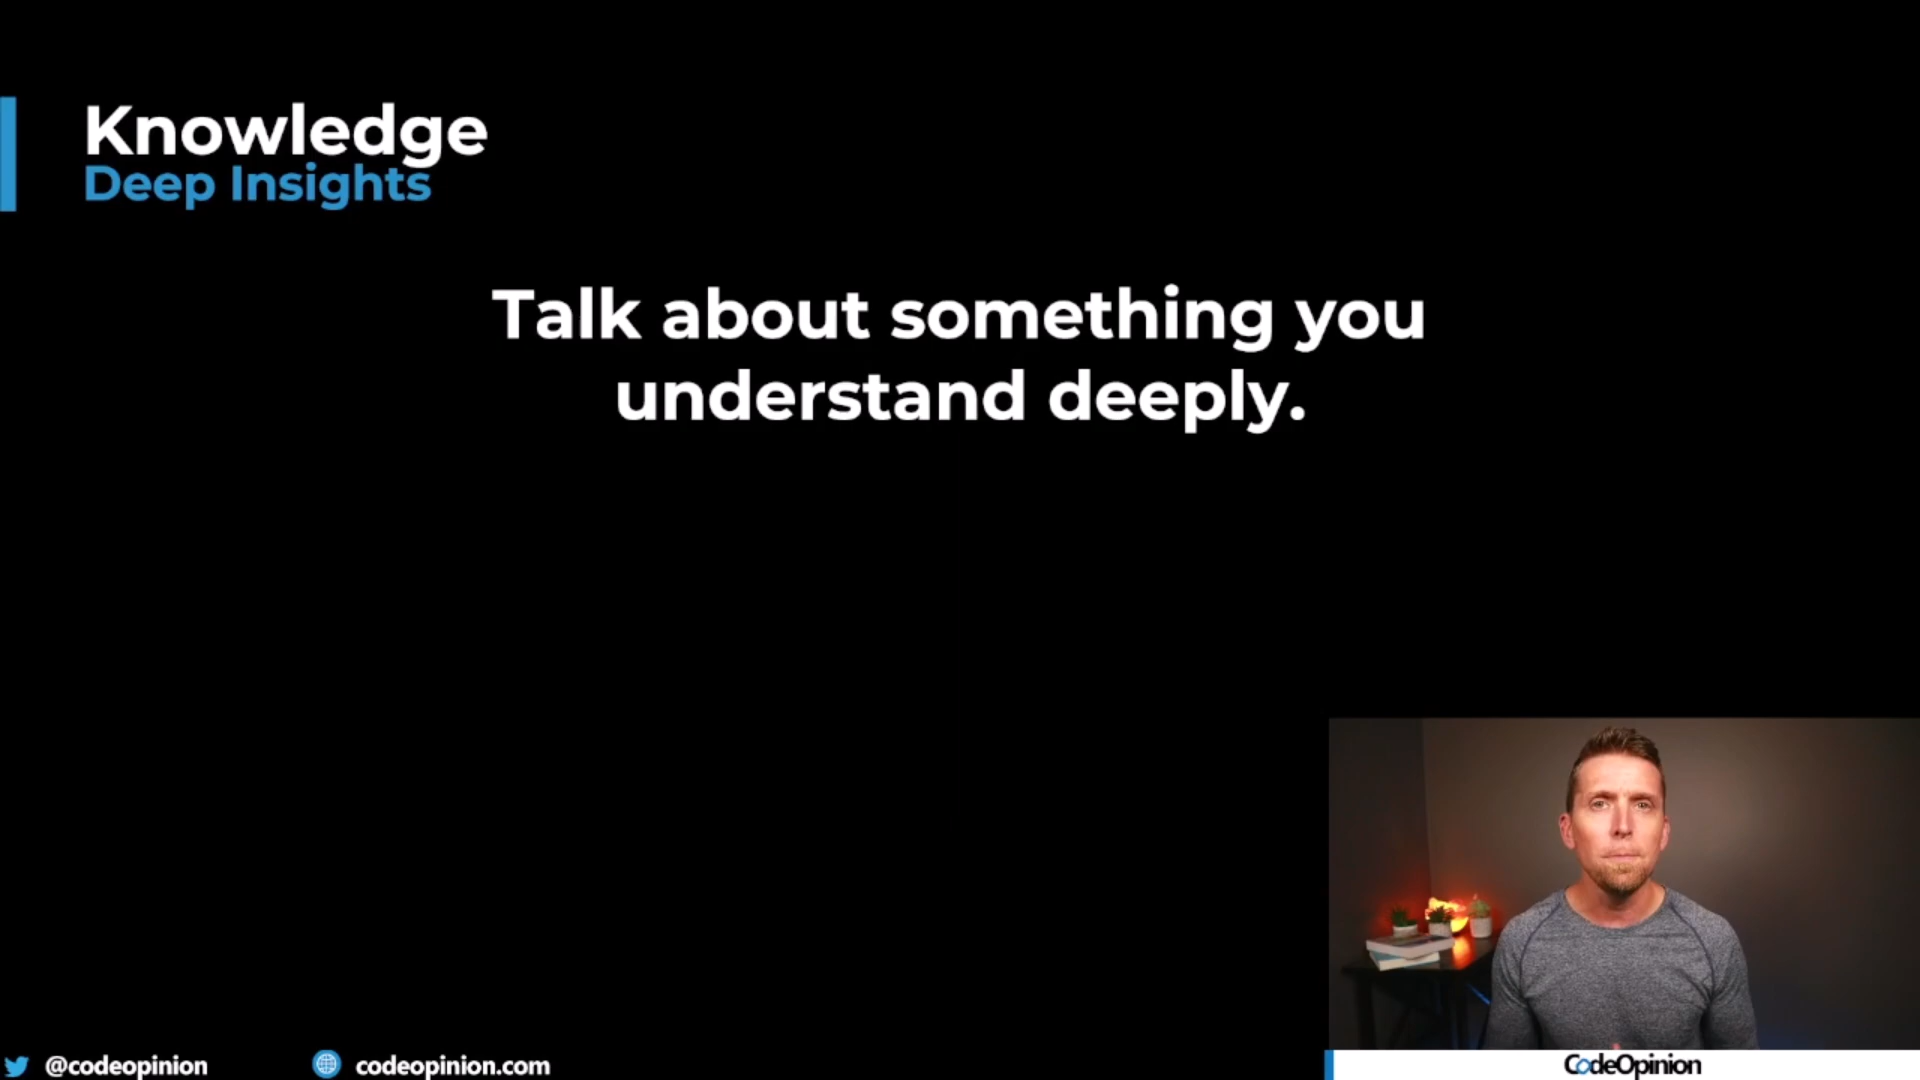 Knowledge
Deep Insights
Talk about something you
understand deeply.
@codeopinion
codeopinion.com
CodeOpinion